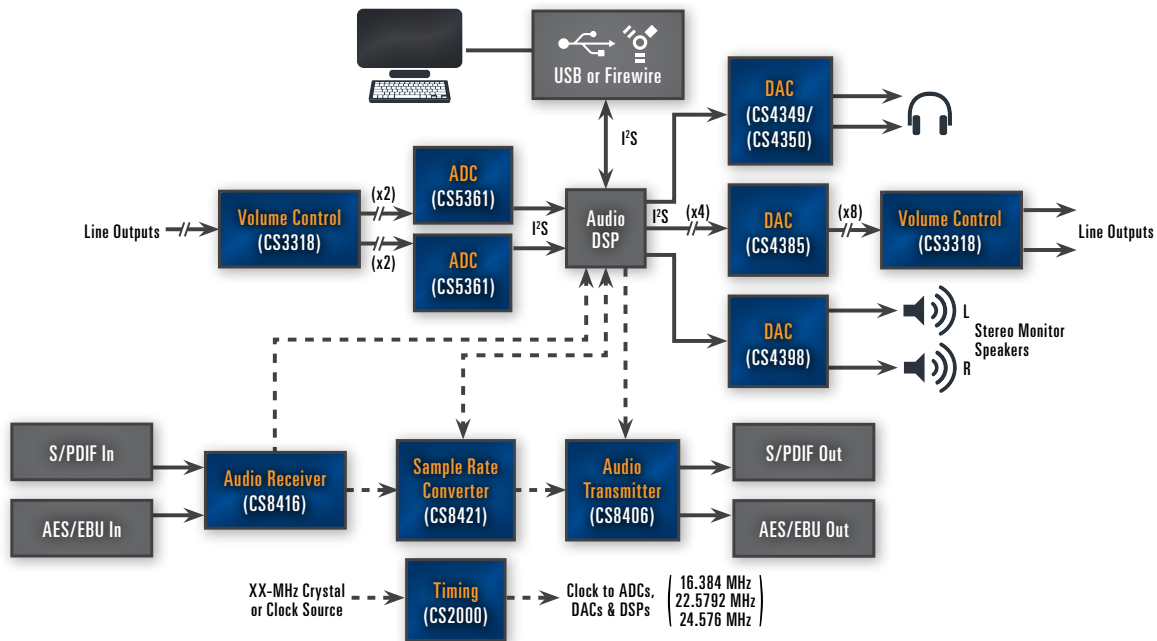 USB or Firewire
I²S
DAC
(CS4349/
CS4350)
(x2)
ADC
(CS5361)
Line Outputs
Volume Control
(CS3318)
I²S
Audio
DSP
I²S
(x4)
DAC
(CS4385)
(x8)
Volume Control
(CS3318)
Line Outputs
(x2)
ADC
(CS5361)
DAC
(CS4398)
L
Stereo Monitor
Speakers
R
S/PDIF In
AES/EBU In
Audio Receiver
(CS8416)
Sample Rate
Converter
(CS8421)
Audio
Transmitter
(CS8406)
S/PDIF Out
AES/EBU Out
XX-MHz Crystal
or Clock Source
Timing
(CS2000)
Clock to ADCs,
DACs & DSPs
16.384 MHz
22.5792 MHz
24.576 MHz